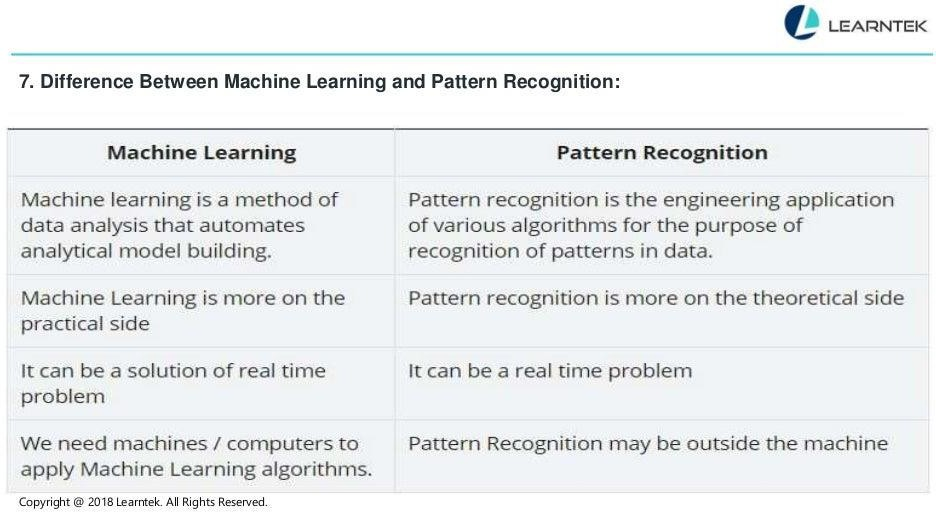 LEARNTEK
7. Difference Between Machine Learning and Pattern Recognition:
Machine Learning
Pattern Recognition
Machine learning is a method of
data analysis that automates
analytical model building.
Pattern recognition is the engineering application
of various algorithms for the purpose of
recognition of patterns in data.
Machine Learning is more on the
practical side
Pattern recognition is more on the theoretical side
It can be a solution of real time
problem
It can be a real time problem
We need machines / computers to
apply Machine Learning algorithms.
Pattern Recognition may be outside the machine
Copyright @ 2018 Learntek. All Rights Reserved.